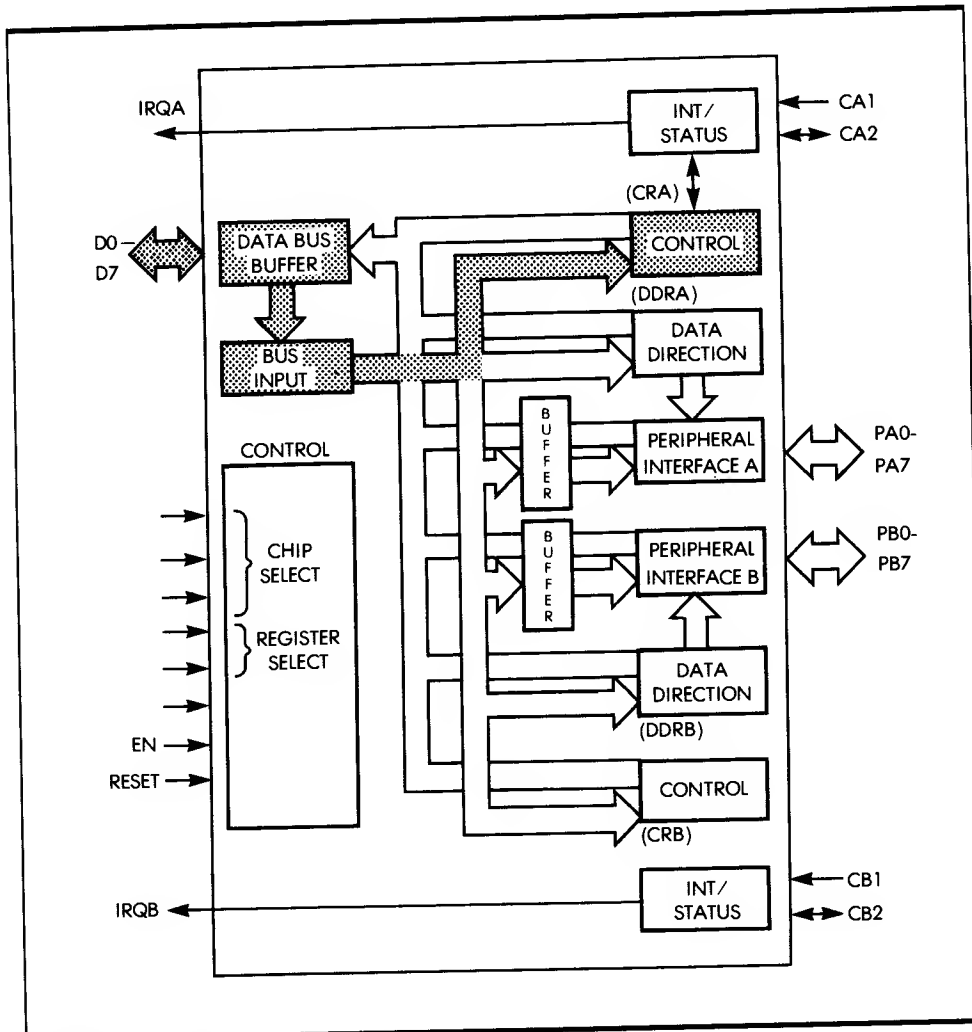 IRQA
INT/
STATUS
CA1
CA2
(CRA)
D0–
D7
DATA BUS
BUFFER
CONTROL
(DDRA)
BUS
INPUT
DATA
DIRECTION
BUFFER
PERIPHERAL
INTERFACE A
PA0-
PA7
CONTROL
CHIP
SELECT
REGISTER
SELECT
EN
RESET
BUFFER
PERIPHERAL
INTERFACE B
PB0-
PB7
DATA
DIRECTION
(DDRB)
CONTROL
(CRB)
IRQB
INT/
STATUS
CB1
CB2